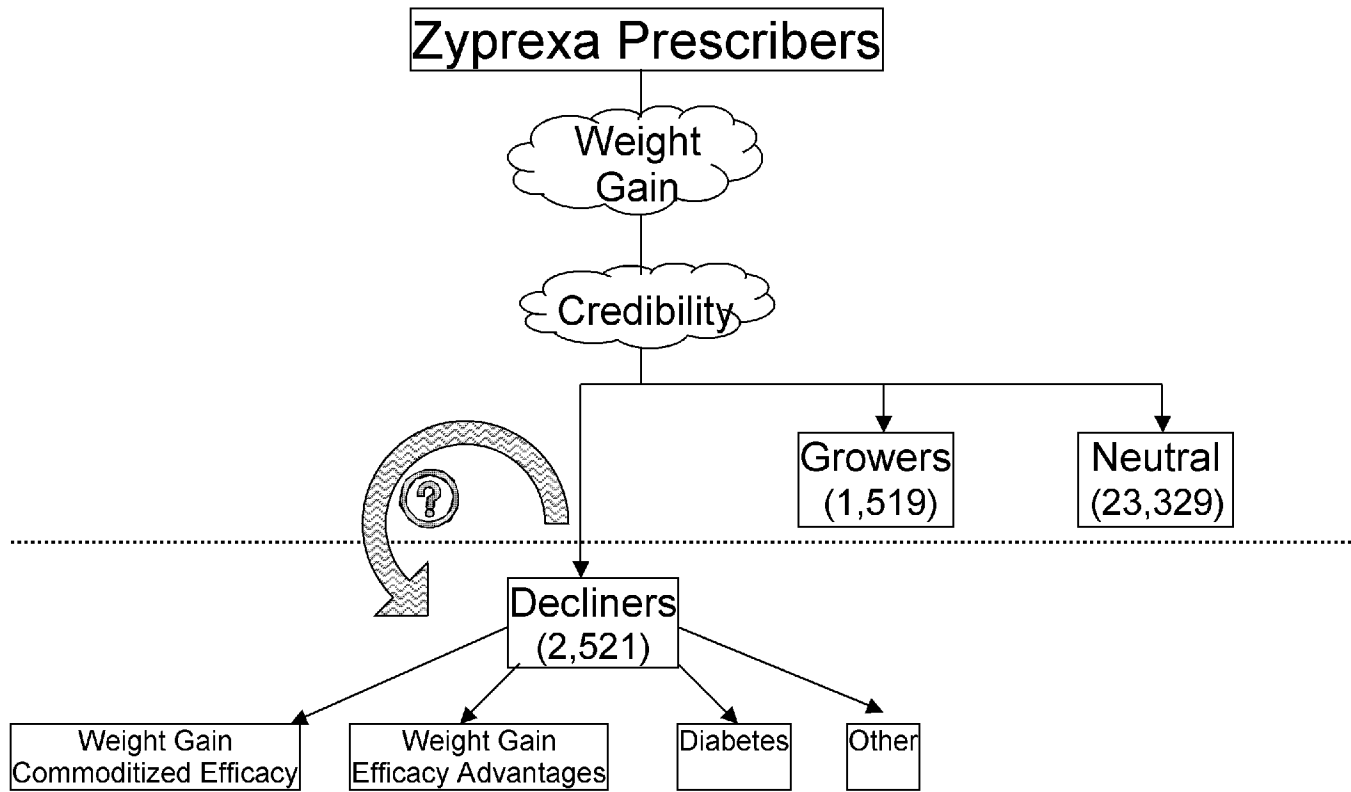 Zyprexa Prescribers
Weight
Gain
Credibility
Growers
(1,519)
Neutral
(23,329)
?
Decliners
(2,521)
Weight Gain
Commoditized Efficacy
Weight Gain
Efficacy Advantages
Diabetes
Other